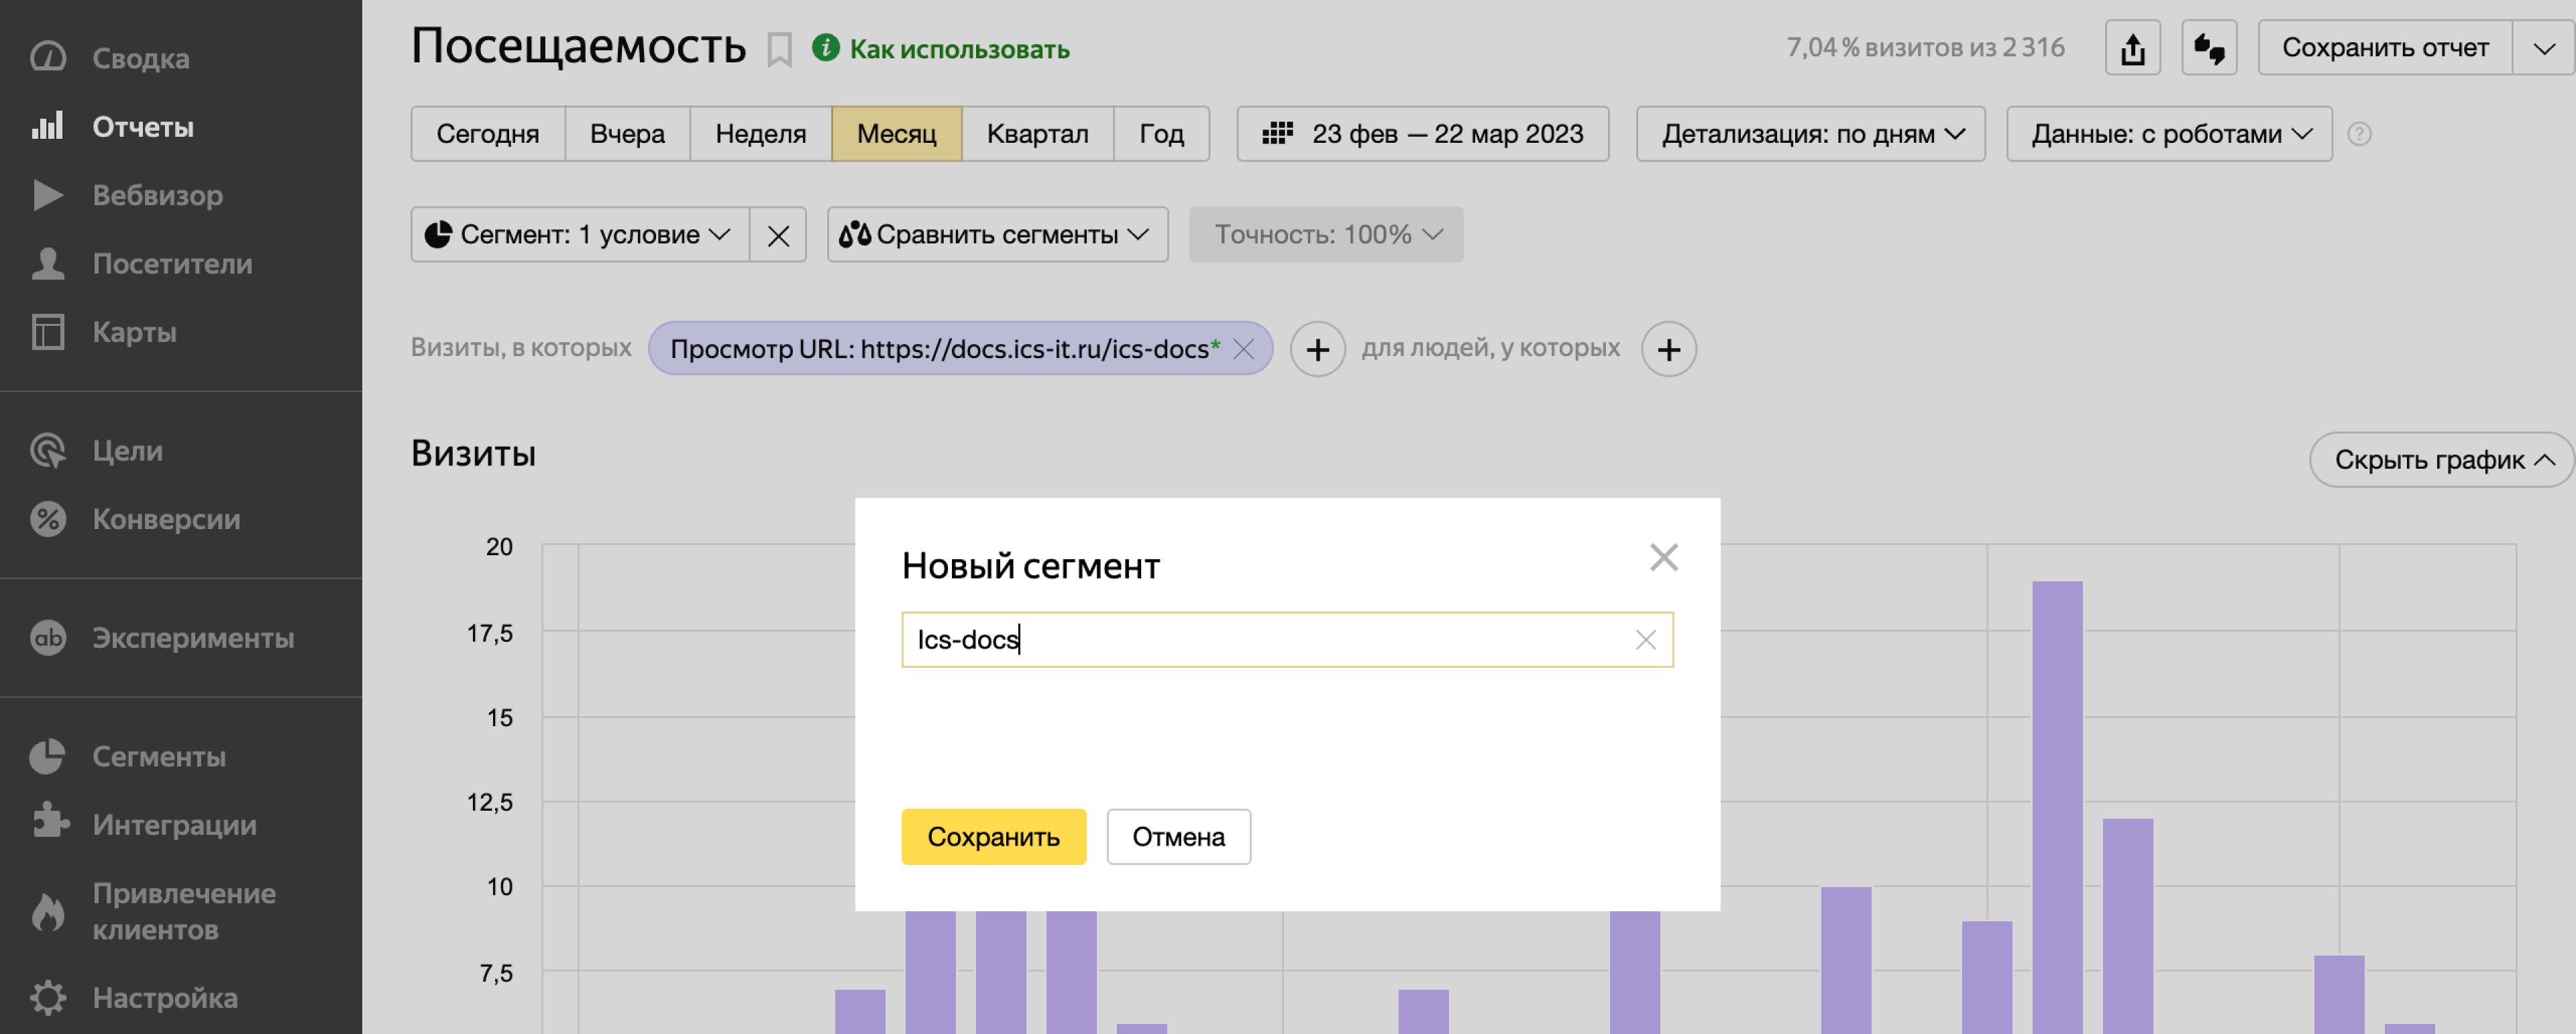 Сводка
Отчеты
Вебвизор
Посетители
Карты
Цели
Конверсии
Эксперименты
Сегменты
Интеграции
Привлечение
клиентов
Настройка
Посещаемость
Как использовать
7,04 % визитов из 2 316
Сохранить отчет
Сегодня
Вчера
Неделя
Месяц
Квартал
Год
23 фев — 22 мар 2023
Детализация: по дням
Данные: с роботами
?
Сегмент: 1 условие
Сравнить сегменты
Точность: 100%
Визиты, в которых
Просмотр URL: https://docs.ics-it.ru/ics-docs*
+
для людей, у которых
+
Визиты
Скрыть график
20
17,5
15
12,5
10
7,5
Новый сегмент
Ics-docs
Сохранить
Отмена